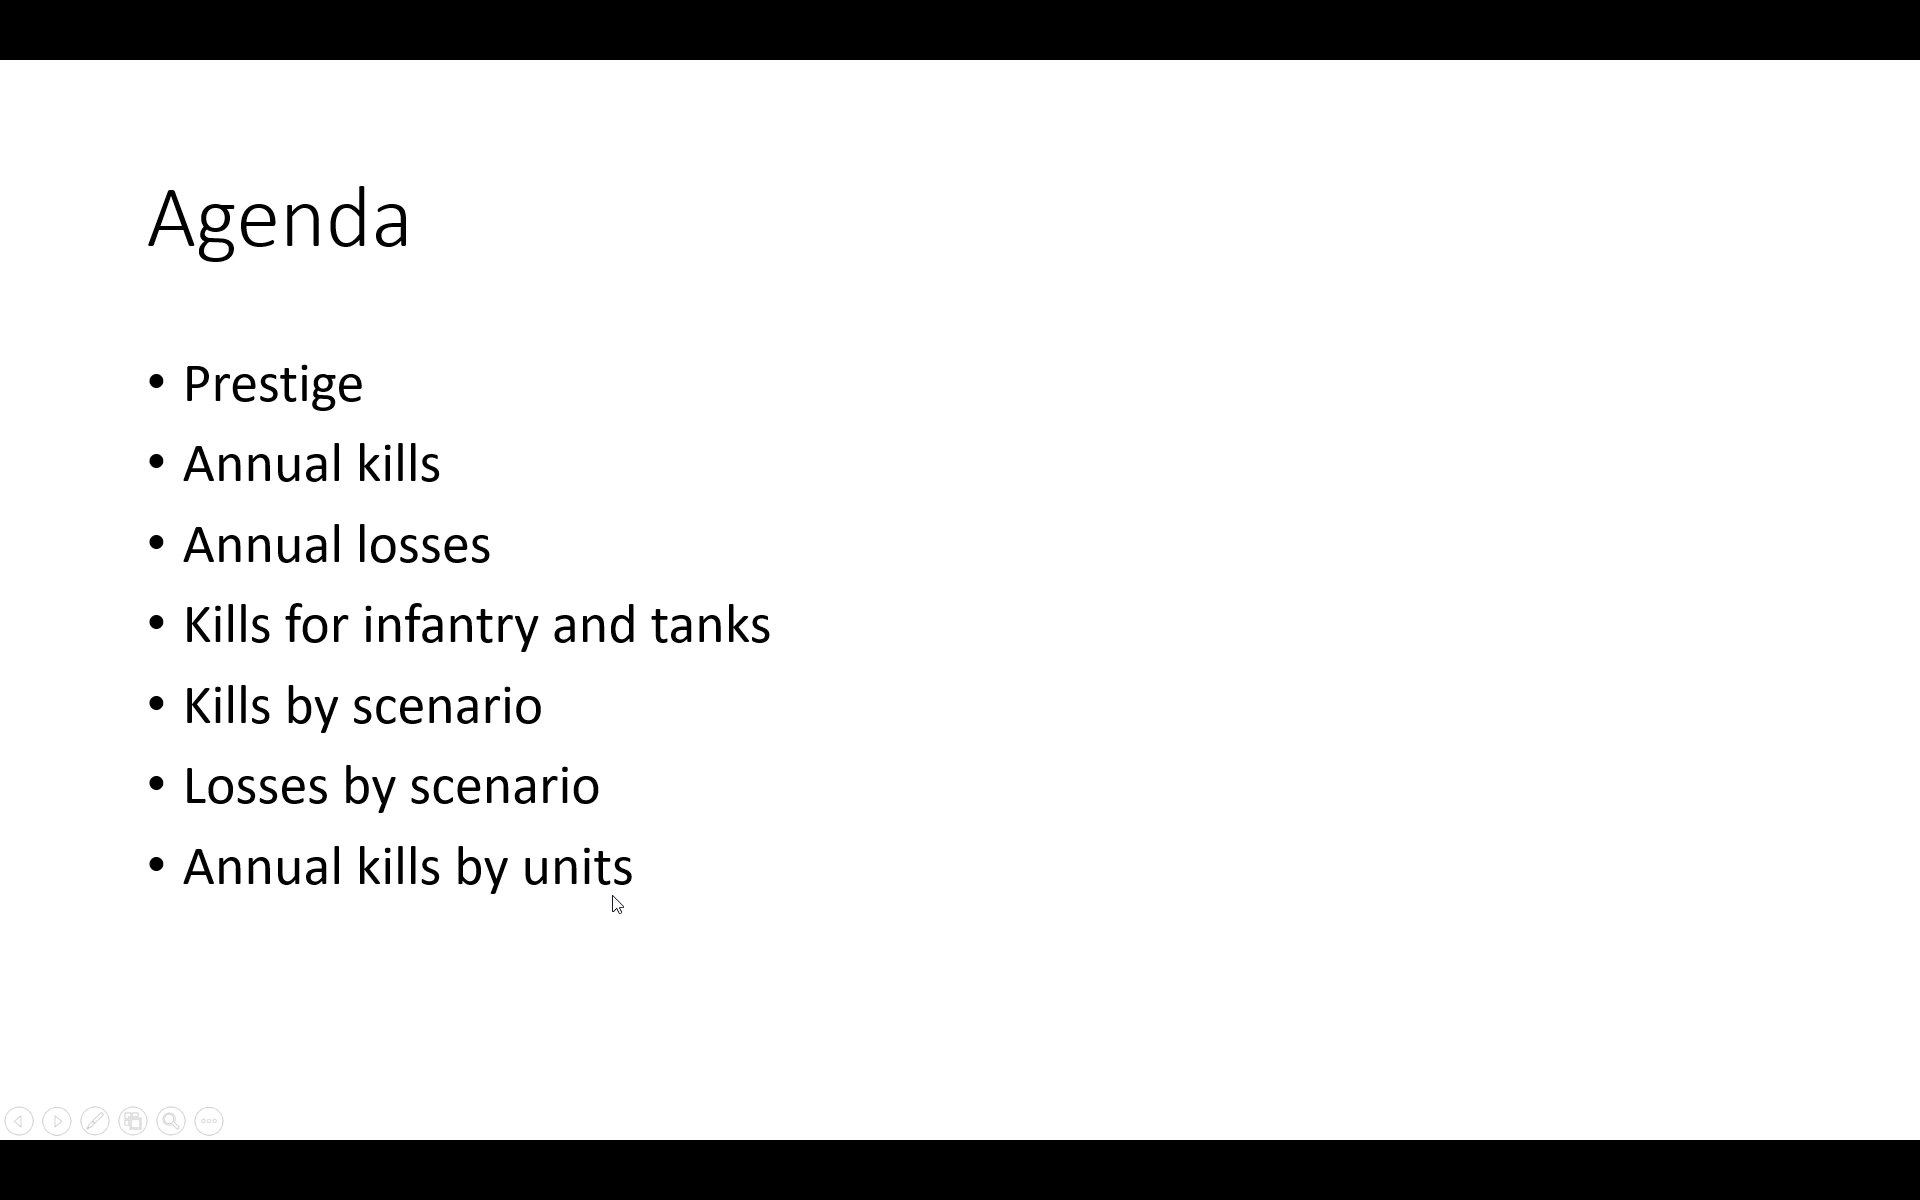 Agenda
• Prestige
• Annual kills
• Annual losses
• Kills for infantry and tanks
• Kills by scenario
• Losses by scenario
• Annual kills by units